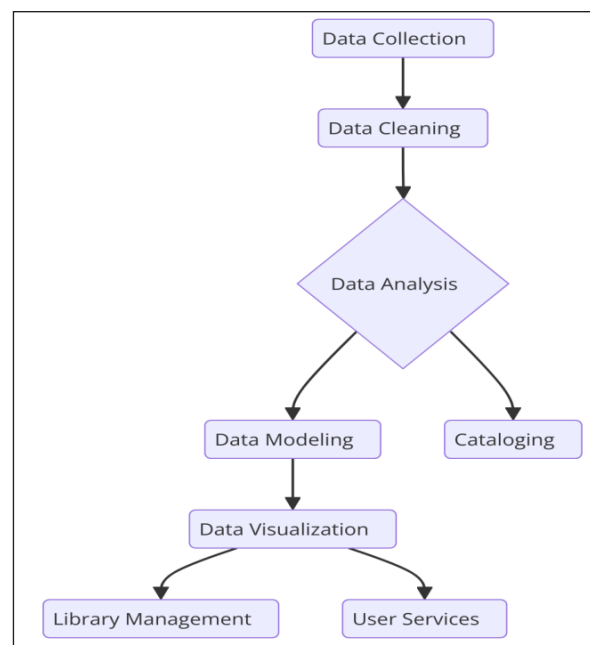 Data Collection
Data Cleaning
Data Analysis
Data Modeling
Cataloging
Data Visualization
Library Management
User Services